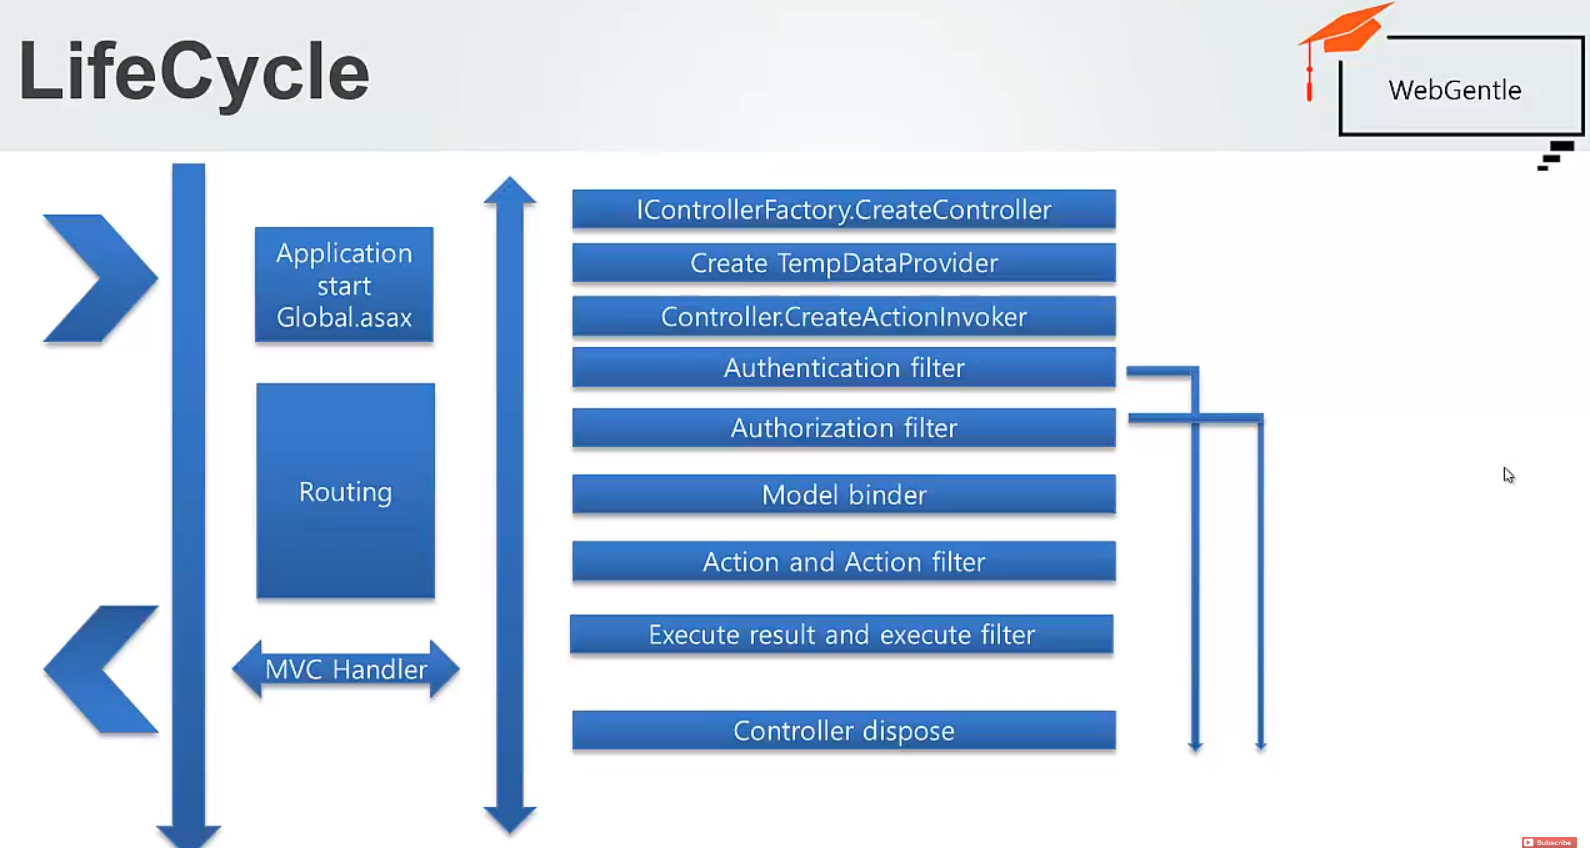 LifeCycle
WebGentle
Application
start
Global.asax
Routing
MVC Handler
IControllerFactory.CreateController
Create TempDataProvider
Controller.CreateActionInvoker
Authentication filter
Authorization filter
Model binder
Action and Action filter
Execute result and execute filter
Controller dispose
Subscribe